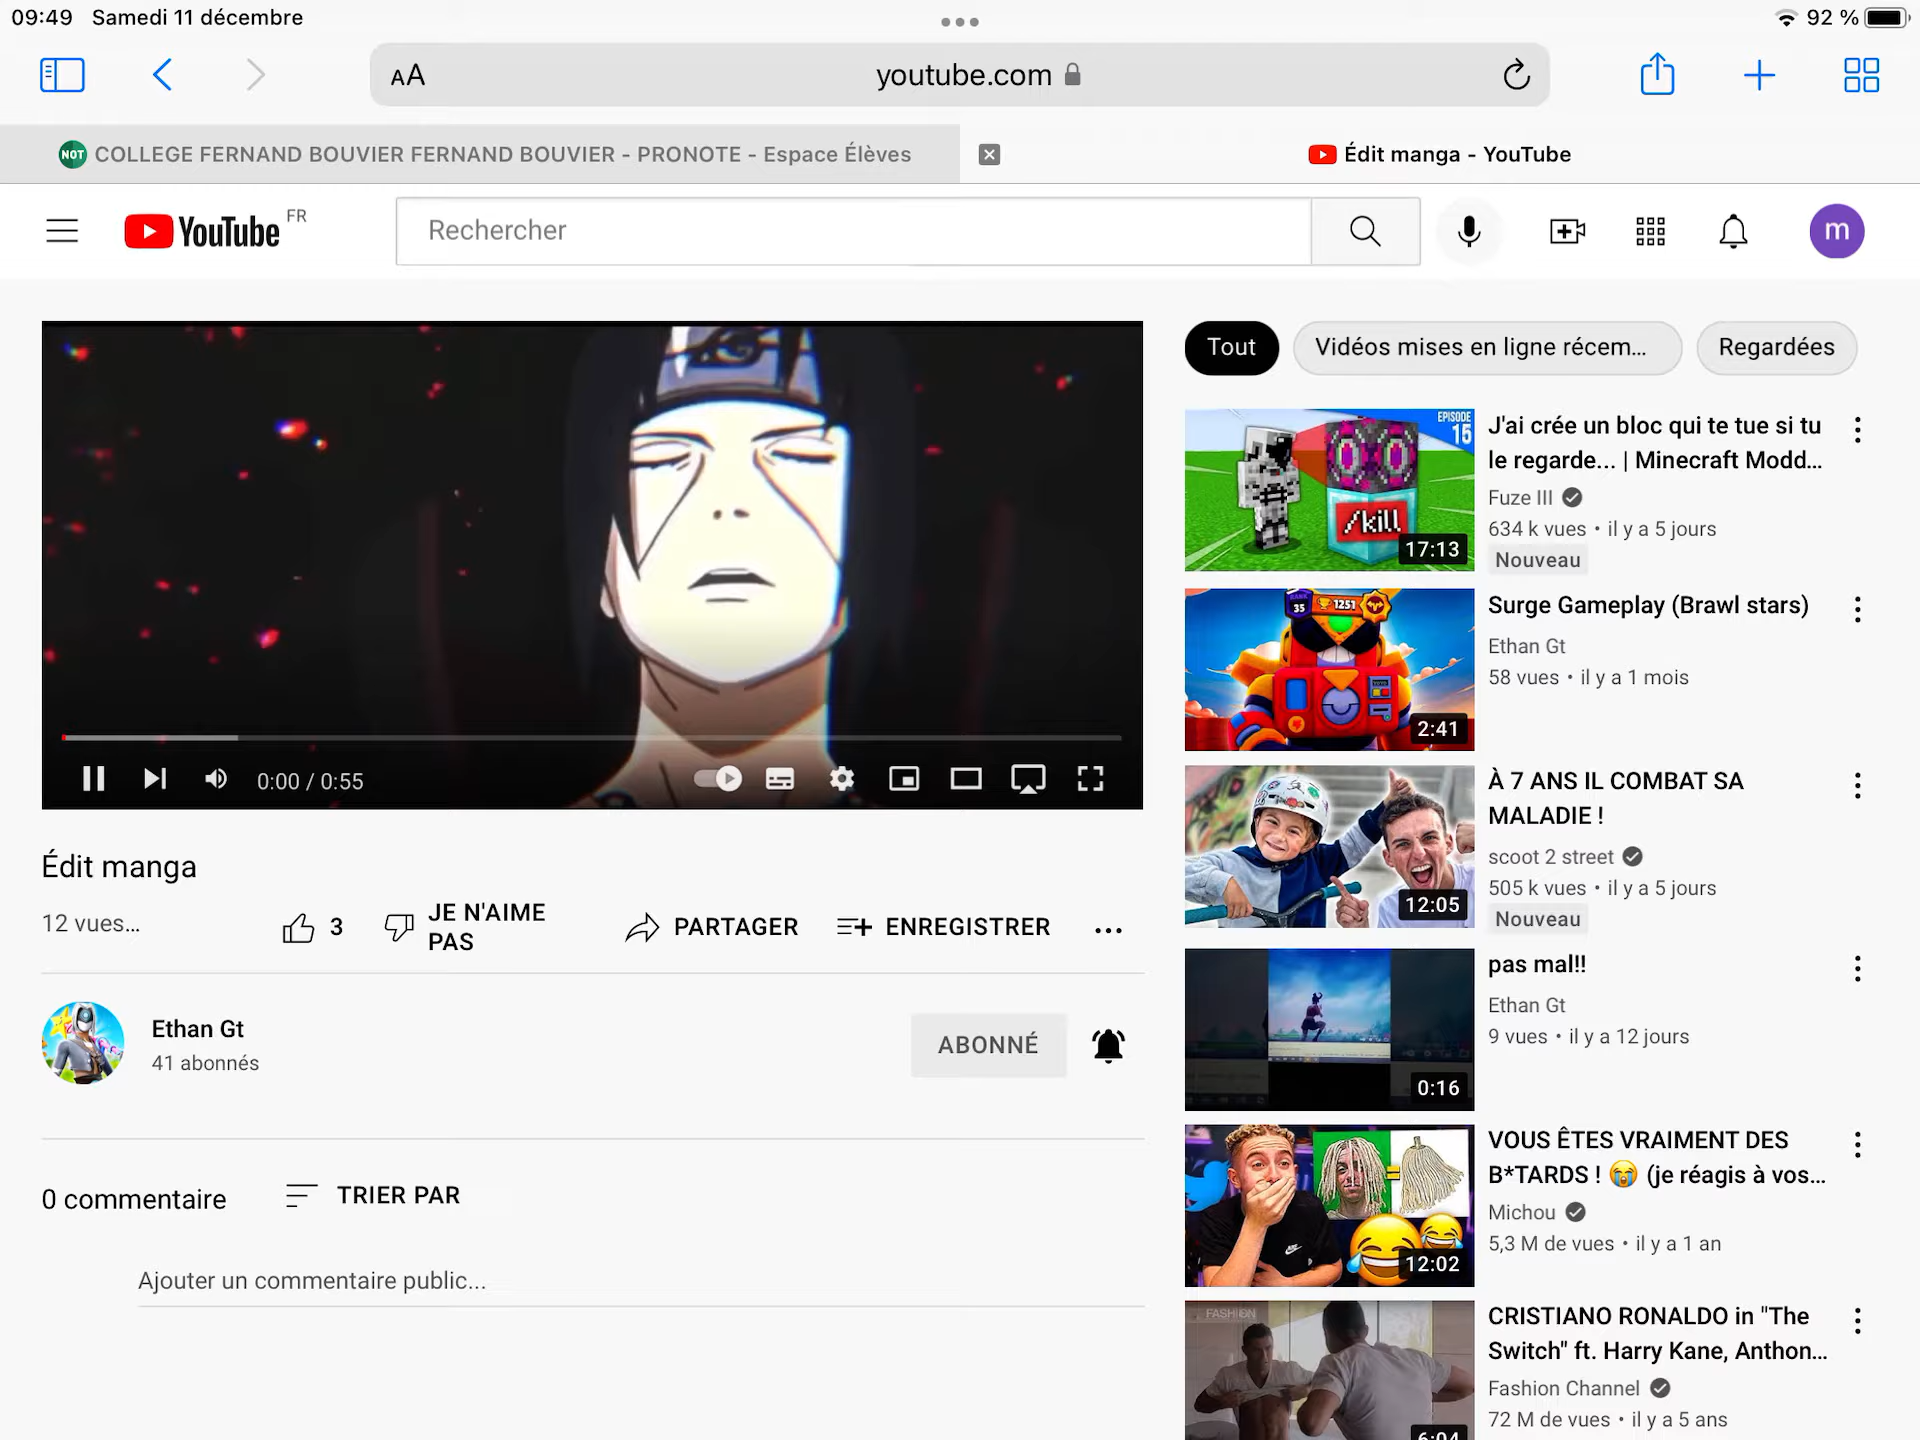 09:49 Samedi 11 décembre
92 %
AA
youtube.com
NOT COLLEGE FERNAND BOUVIER FERNAND BOUVIER - PRONOTE - Espace Élèves
Édit manga - YouTube
YouTube FR
Rechercher
m
0:00 / 0:55
Édit manga
12 vues...
3
JE N'AIME
PAS
PARTAGER
ENREGISTRER
Ethan Gt
41 abonnés
ABONNÉ
0 commentaire
TRIER PAR
Ajouter un commentaire public...
Tout
Vidéos mises en ligne récem...
Regardées
EPISODE
15
/kill
17:13
J'ai crée un bloc qui te tue si tu
le regarde... | Minecraft Modd...
Fuze III
634 k vues • il y a 5 jours
Nouveau
RANK
35
1251
2:41
Surge Gameplay (Brawl stars)
Ethan Gt
58 vues • il y a 1 mois
12:05
À 7 ANS IL COMBAT SA
MALADIE !
scoot 2 street
505 k vues • il y a 5 jours
Nouveau
0:16
pas mal!!
Ethan Gt
9 vues • il y a 12 jours
12:02
VOUS ÊTES VRAIMENT DES
B*TARDS ! 😭 (je réagis à vos...
Michou
5,3 M de vues • il y a 1 an
FASHION
6:04
CRISTIANO RONALDO in "The
Switch" ft. Harry Kane, Anthon...
Fashion Channel
72 M de vues • il y a 5 ans